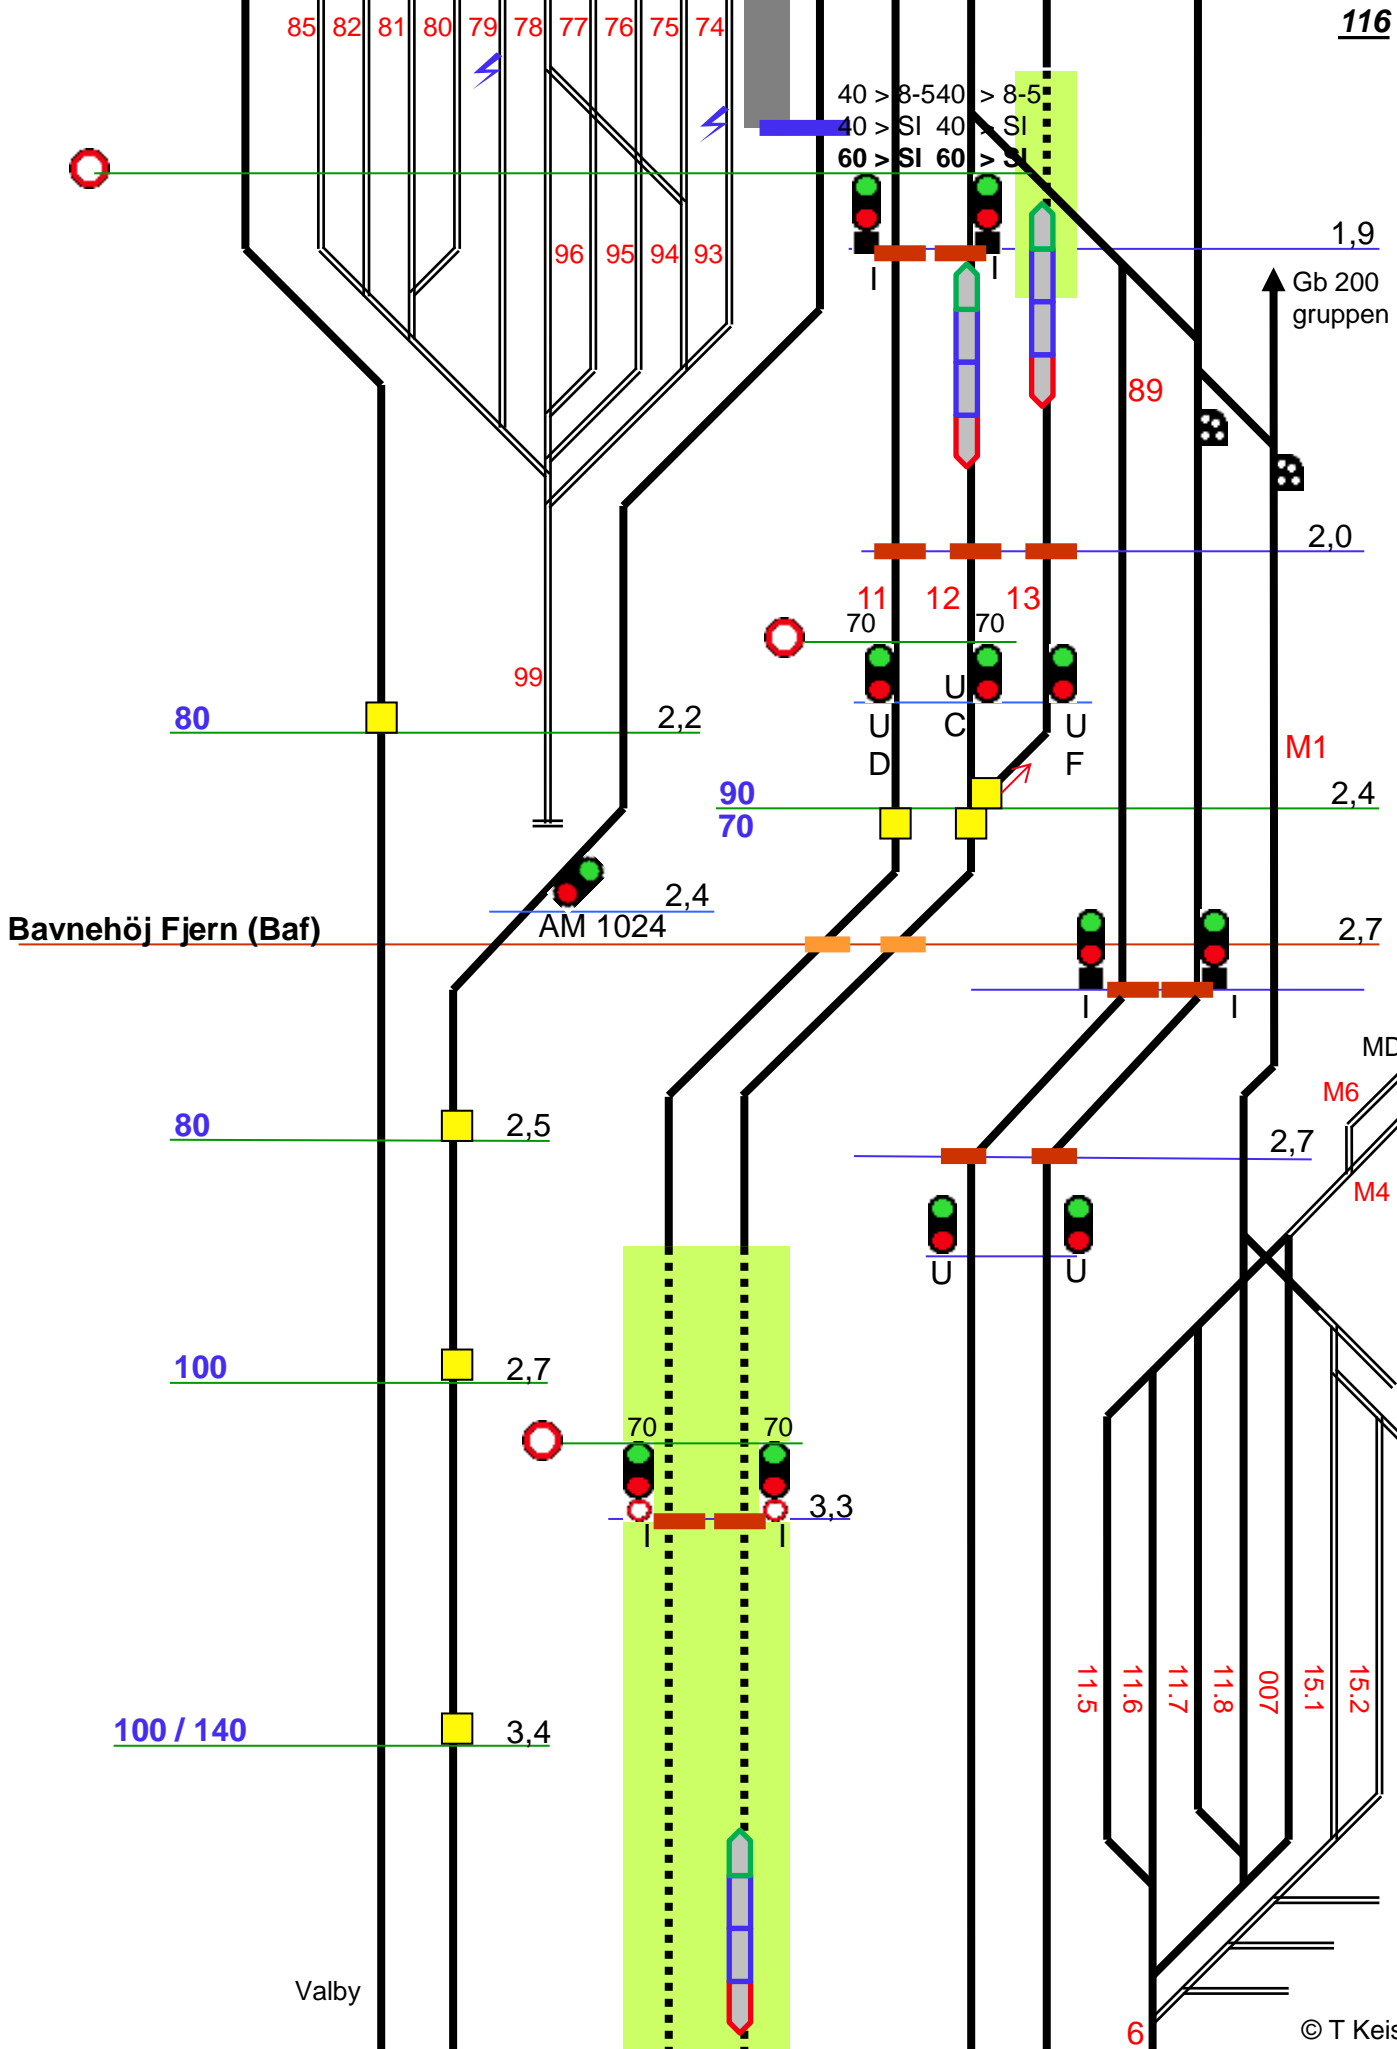 116
85 82 81 80 79 78 77 76 75 74
40 > 8-5 40 > 8-5
40 > SI 40 > SI
60 > SI 60 > SI
1,9
96 95 94 93
I I
Gb 200
gruppen
89
2,0
11 12 13
70 70
99
80 2,2
U
U C U
D F
M1
90 2,4
70
2,4
AM 1024
Bavnehöj Fjern (Baf) 2,7
I I
MD
M6
80 2,5
2,7
M4
U U
100 2,7
70 70
3,3
I I
11.5 11.6 11.7 11.8 007 15.1 15.2
100 / 140 3,4
Valby
6
© T Keis